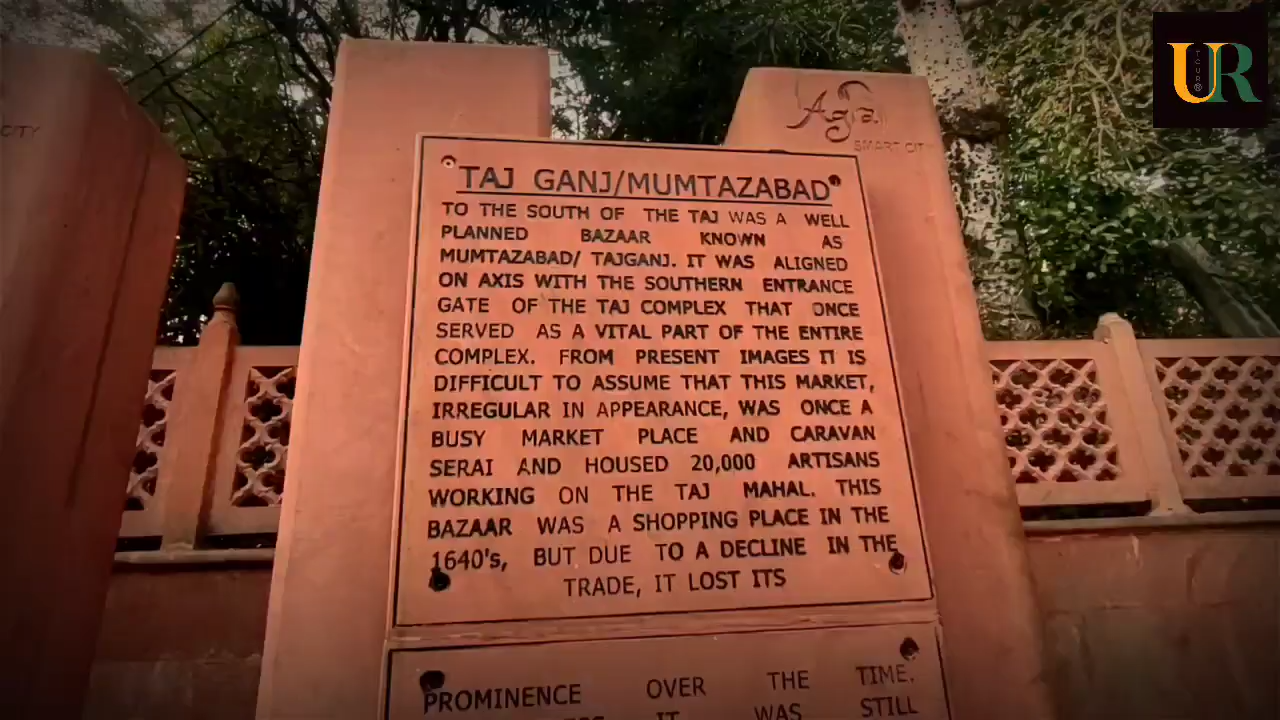 UR
TOUR®
CITY
Agra
SMART CITY
TAJ GANJ/MUMTAZABAD
TO THE SOUTH OF THE TAJ WAS A WELL
PLANNED BAZAAR KNOWN AS
MUMTAZABAD/ TAJGANJ. IT WAS ALIGNED
ON AXIS WITH THE SOUTHERN ENTRANCE
GATE OF THE TAJ COMPLEX THAT ONCE
SERVED AS A VITAL PART OF THE ENTIRE
COMPLEX. FROM PRESENT IMAGES IT IS
DIFFICULT TO ASSUME THAT THIS MARKET,
IRREGULAR IN APPEARANCE, WAS ONCE A
BUSY MARKET PLACE AND CARAVAN
SERAI AND HOUSED 20,000 ARTISANS
WORKING ON THE TAJ MAHAL. THIS
BAZAAR WAS A SHOPPING PLACE IN THE
1640's, BUT DUE TO A DECLINE IN THE
TRADE, IT LOST ITS
PROMINENCE OVER THE TIME.
IT WAS STILL